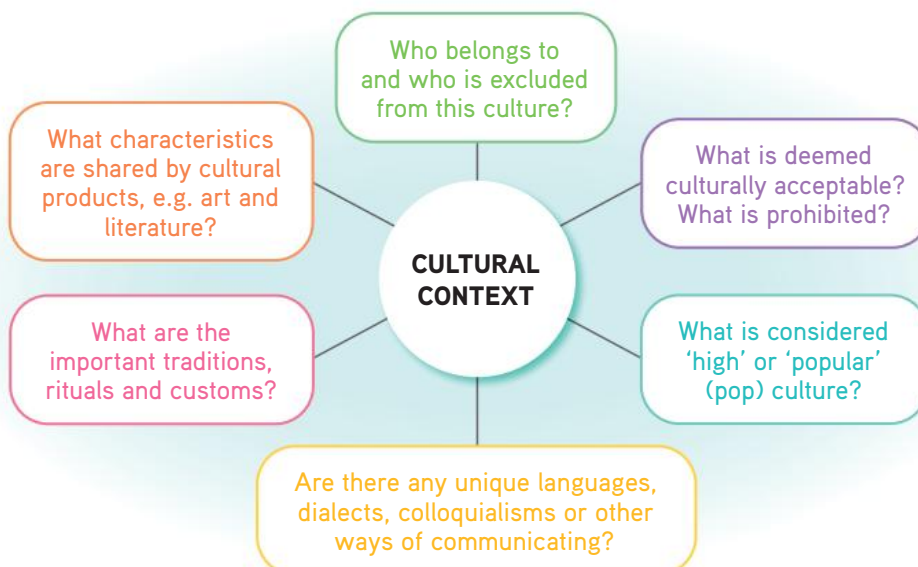 Who belongs to
and who is excluded
from this culture?
What characteristics
are shared by cultural
products, e.g. art and
literature?
What is deemed
culturally acceptable?
What is prohibited?
CULTURAL
CONTEXT
What are the
important traditions,
rituals and customs?
What is considered
‘high’ or ‘popular’
(pop) culture?
Are there any unique languages,
dialects, colloquialisms or other
ways of communicating?